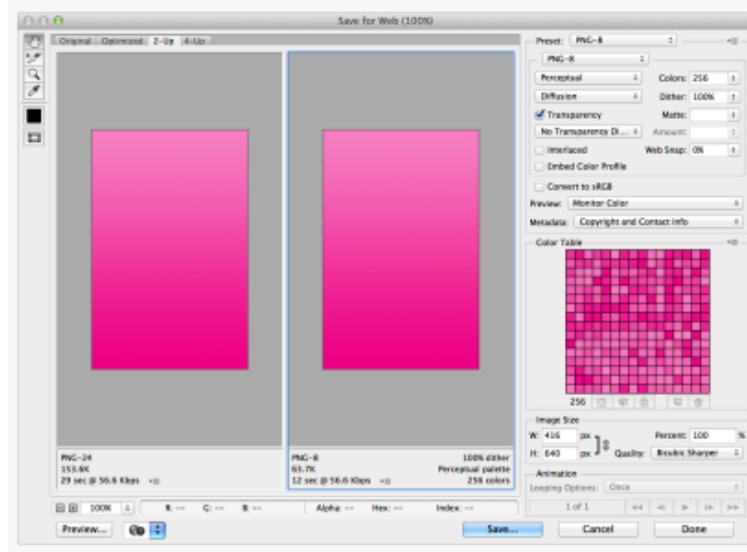 Save for Web (100%)
Original Optimized 2-Up 4-Up
Preset: PNG-8
PNG-8
Perceptual Colors: 256
Diffusion Dither: 100%
Transparency Matte:
No Transparency Di... Amount:
Interlaced Web Snap: 0%
Embed Color Profile
Convert to sRGB
Preview: Monitor Color
Metadata: Copyright and Contact Info
Color Table
256
Image Size
W: 416 px Percent: 100 %
H: 640 px Quality: Bicubic Sharper
Animation
Looping Options: Once
1 of 1
PNG-24
153.6K
29 sec @ 56.6 Kbps
PNG-8 100% dither
63.7K Perceptual palette
12 sec @ 56.6 Kbps 256 colors
100% R: -- G: -- B: -- Alpha: -- Hex: -- Index: --
Preview... Save... Cancel Done